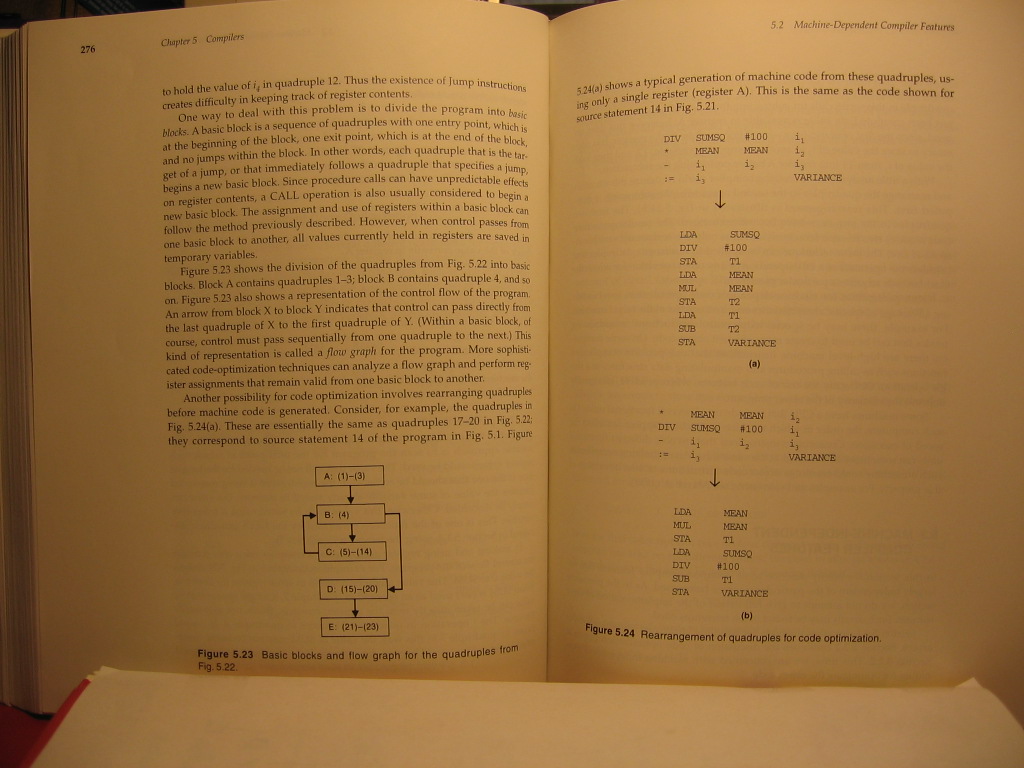 276
Chapter 5 Compilers
to hold the value of i4 in quadruple 12. Thus the existence of Jump instructions
creates difficulty in keeping track of register contents.
One way to deal with this problem is to divide the program into basic
blocks. A basic block is a sequence of quadruples with one entry point, which is
at the beginning of the block, one exit point, which is at the end of the block,
and no jumps within the block. In other words, each quadruple that is the tar-
get of a jump, or that immediately follows a quadruple that specifies a jump,
begins a new basic block. Since procedure calls can have unpredictable effects
on register contents, a CALL operation is also usually considered to begin a
new basic block. The assignment and use of registers within a basic block can
follow the method previously described. However, when control passes from
one basic block to another, all values currently held in registers are saved in
temporary variables.
Figure 5.23 shows the division of the quadruples from Fig. 5.22 into basic
blocks. Block A contains quadruples 1–3; block B contains quadruple 4, and so
on. Figure 5.23 also shows a representation of the control flow of the program.
An arrow from block X to block Y indicates that control can pass directly from
the last quadruple of X to the first quadruple of Y. (Within a basic block, of
course, control must pass sequentially from one quadruple to the next.) This
kind of representation is called a flow graph for the program. More sophisti-
cated code-optimization techniques can analyze a flow graph and perform reg-
ister assignments that remain valid from one basic block to another.
Another possibility for code optimization involves rearranging quadruples
before machine code is generated. Consider, for example, the quadruples in
Fig. 5.24(a). These are essentially the same as quadruples 17–20 in Fig. 5.22;
they correspond to source statement 14 of the program in Fig. 5.1. Figure
A: (1)–(3)
B: (4)
C: (5)–(14)
D: (15)–(20)
E: (21)–(23)
Figure 5.23 Basic blocks and flow graph for the quadruples from
Fig. 5.22.
5.2 Machine-Dependent Compiler Features
5.24(a) shows a typical generation of machine code from these quadruples, us-
ing only a single register (register A). This is the same as the code shown for
source statement 14 in Fig. 5.21.
DIV SUMSQ #100 i1
* MEAN MEAN i2
- i1 i2 i3
:= i3 VARIANCE
LDA SUMSQ
DIV #100
STA T1
LDA MEAN
MUL MEAN
STA T2
LDA T1
SUB T2
STA VARIANCE
(a)
* MEAN MEAN i2
DIV SUMSQ #100 i1
- i1 i2 i3
:= i3 VARIANCE
LDA MEAN
MUL MEAN
STA T1
LDA SUMSQ
DIV #100
SUB T1
STA VARIANCE
(b)
Figure 5.24 Rearrangement of quadruples for code optimization.